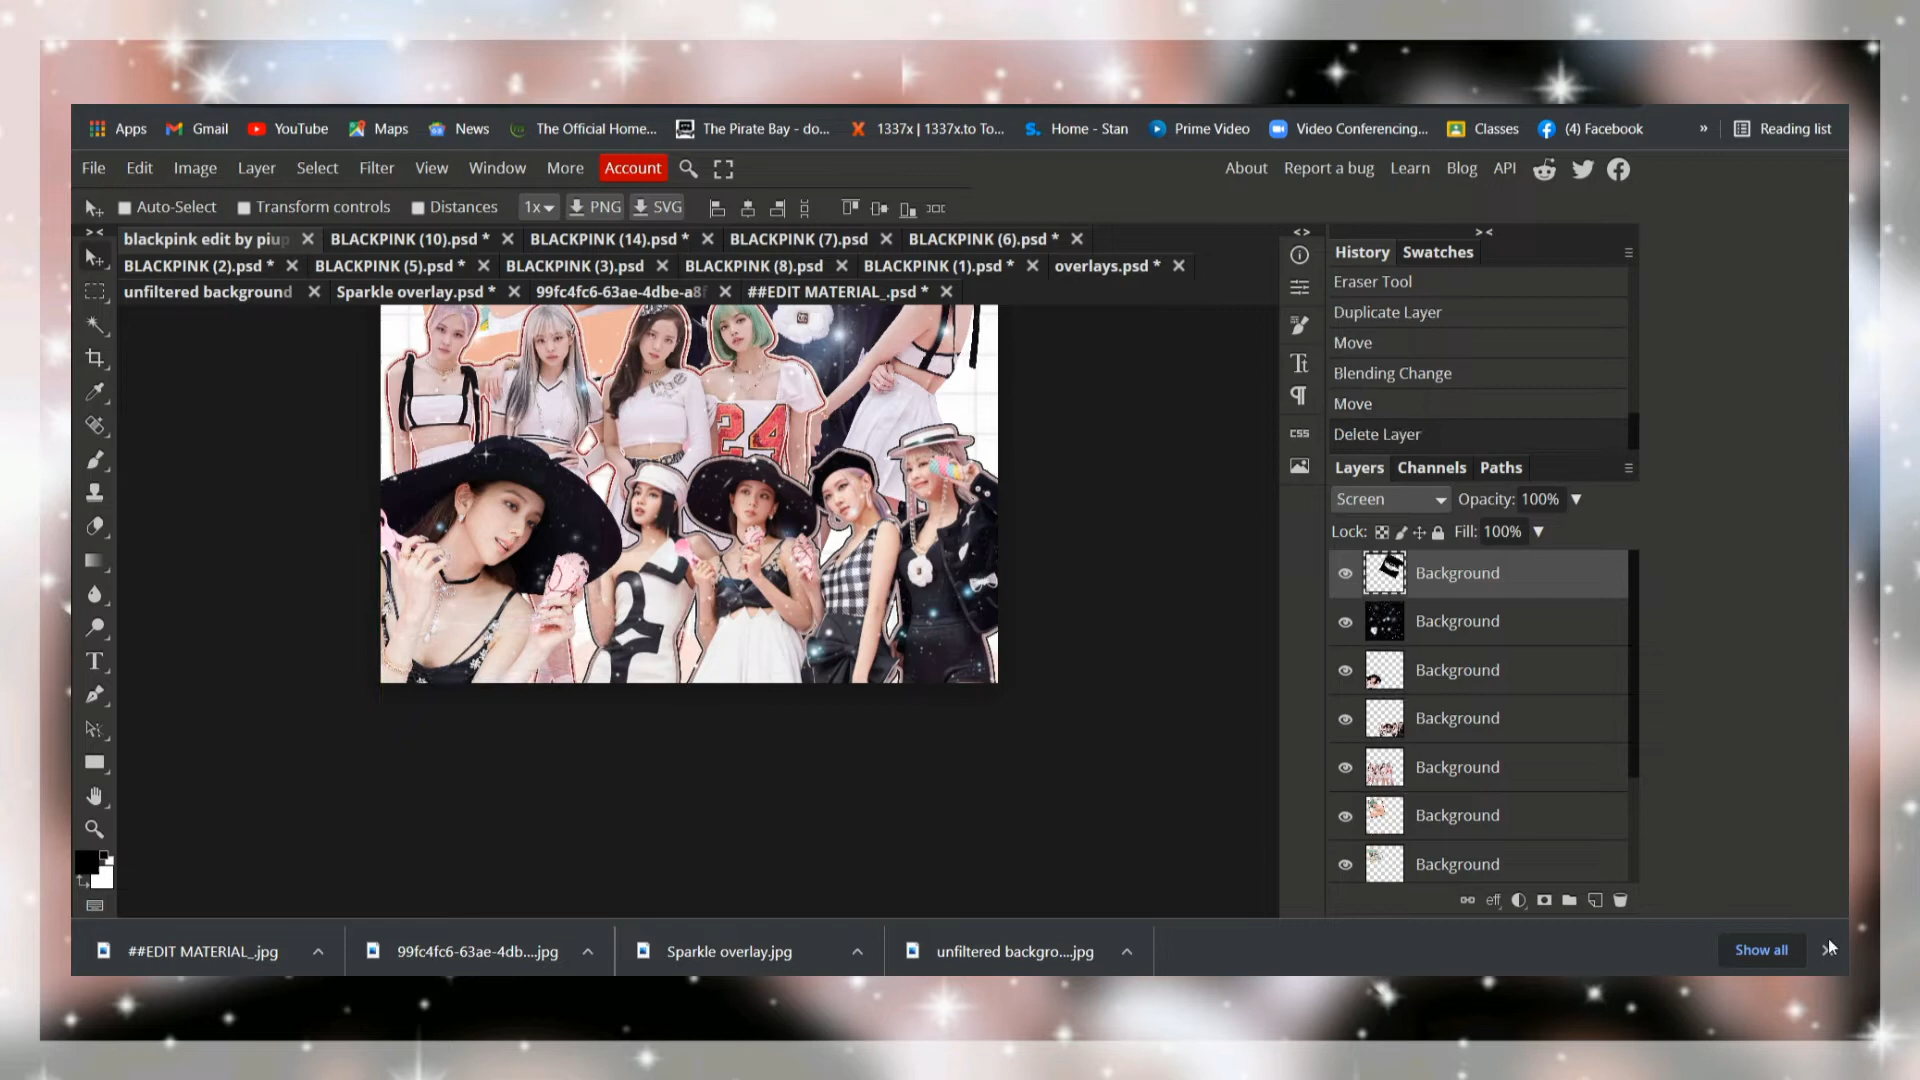 Apps Gmail YouTube Maps News The Official Home... The Pirate Bay - do... 1337x | 1337x.to To... Home - Stan Prime Video Video Conferencing... Classes (4) Facebook » Reading list
File Edit Image Layer Select Filter View Window More Account About Report a bug Learn Blog API
Auto-Select Transform controls Distances 1x PNG SVG
blackpink edit by piup BLACKPINK (10).psd * BLACKPINK (14).psd * BLACKPINK (7).psd BLACKPINK (6).psd *
BLACKPINK (2).psd * BLACKPINK (5).psd * BLACKPINK (3).psd BLACKPINK (8).psd BLACKPINK (1).psd * overlays.psd *
unfiltered background Sparkle overlay.psd * 99fc4fc6-63ae-4dbe-a8f ##EDIT MATERIAL_.psd *
History Swatches
Eraser Tool
Duplicate Layer
Move
Blending Change
Move
Delete Layer
Layers Channels Paths
Screen Opacity: 100%
Lock: Fill: 100%
Background
Background
Background
Background
Background
Background
Background
eff
CSS
24
##EDIT MATERIAL_.jpg 99fc4fc6-63ae-4db....jpg Sparkle overlay.jpg unfiltered backgro....jpg Show all